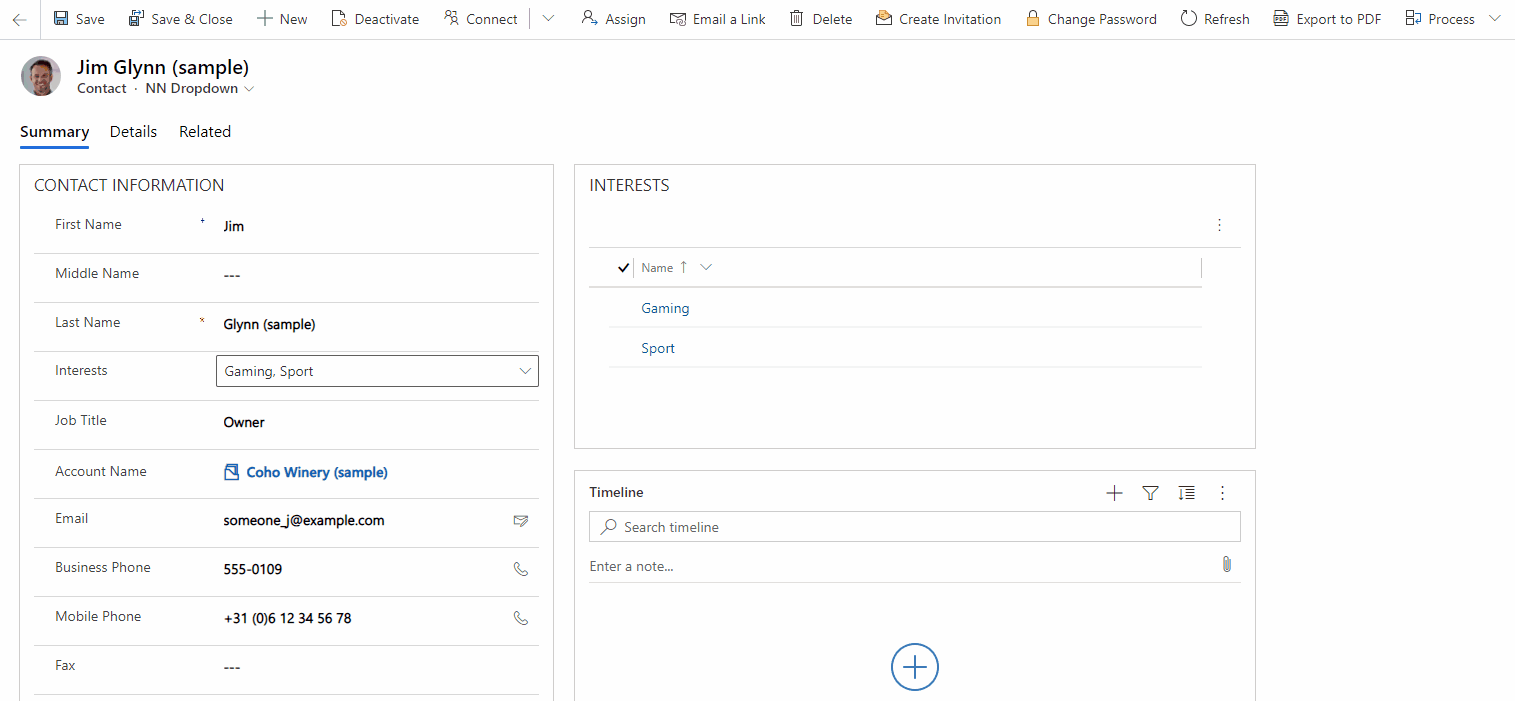 Save Save & Close New Deactivate Connect Assign Email a Link Delete Create Invitation Change Password Refresh Export to PDF Process
Jim Glynn (sample)
Contact · NN Dropdown
Summary Details Related
CONTACT INFORMATION
First Name + Jim
Middle Name ---
Last Name * Glynn (sample)
Interests Gaming, Sport
Job Title Owner
Account Name Coho Winery (sample)
Email someone_j@example.com
Business Phone 555-0109
Mobile Phone +31 (0)6 12 34 56 78
Fax ---
INTERESTS
Name ↑
Gaming
Sport
Timeline
Search timeline
Enter a note...